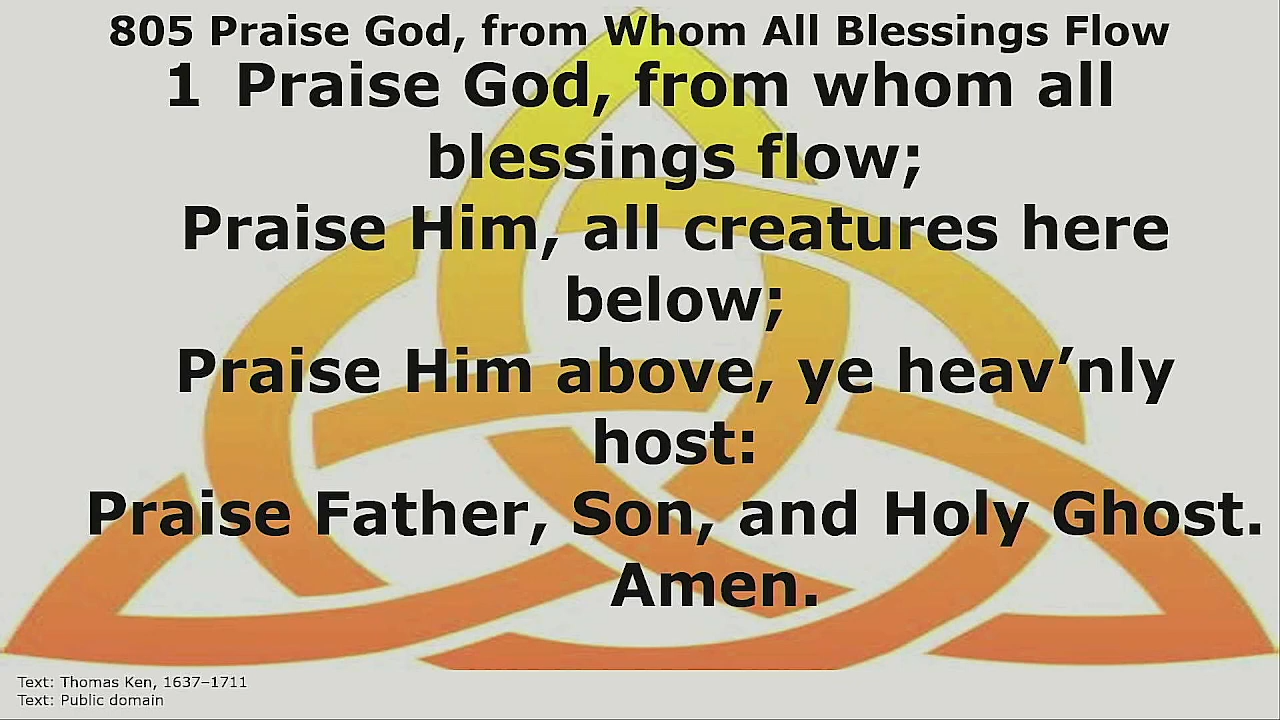 805 Praise God, from Whom All Blessings Flow
1 Praise God, from whom all
blessings flow;
Praise Him, all creatures here
below;
Praise Him above, ye heav’nly
host:
Praise Father, Son, and Holy Ghost.
Amen.
Text: Thomas Ken, 1637–1711
Text: Public domain